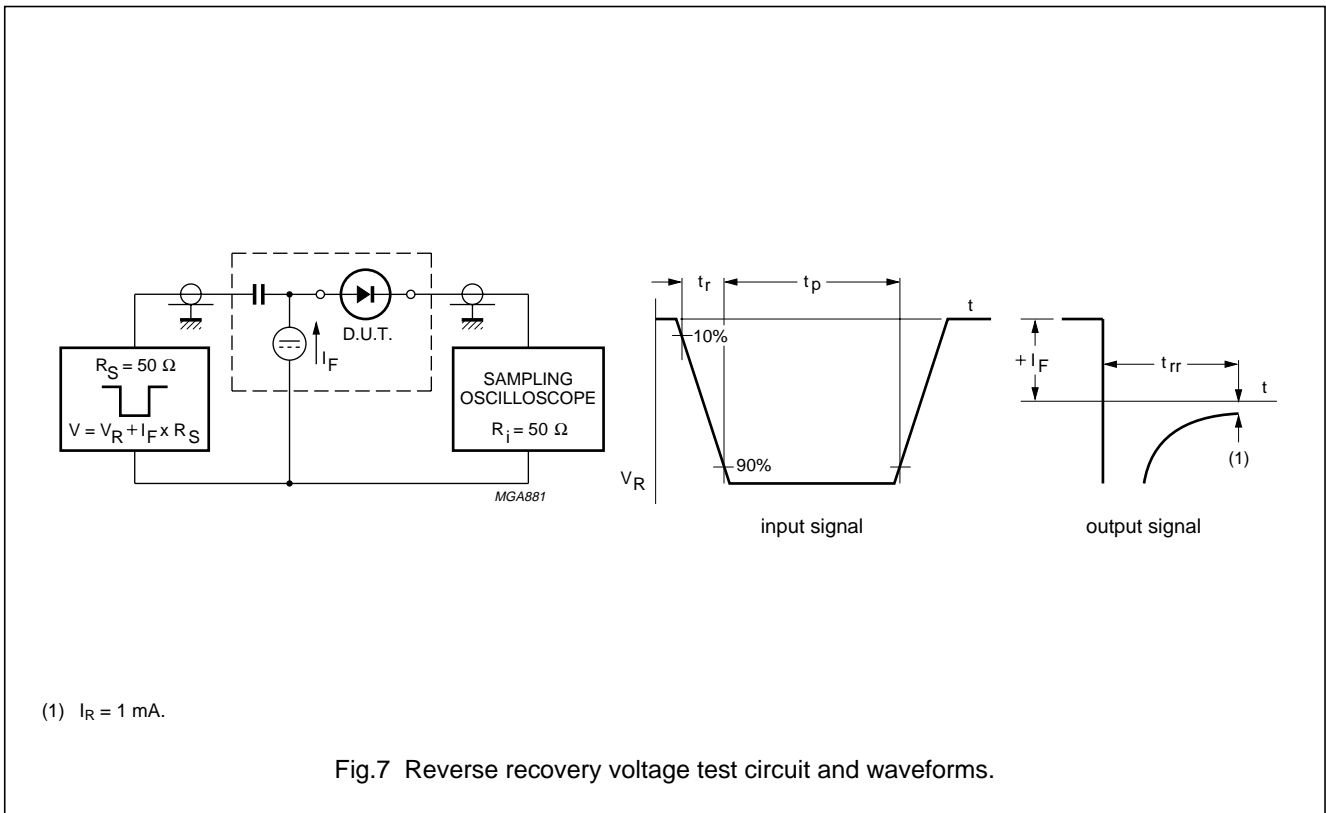 R_S = 50 Ω
V = V_R + I_F x R_S
I_F
D.U.T.
SAMPLING
OSCILLOSCOPE
R_i = 50 Ω
MGA881
t_r
t_p
t
10%
90%
V_R
input signal
+ I_F
t_rr
t
(1)
output signal
(1) I_R = 1 mA.
Fig.7 Reverse recovery voltage test circuit and waveforms.